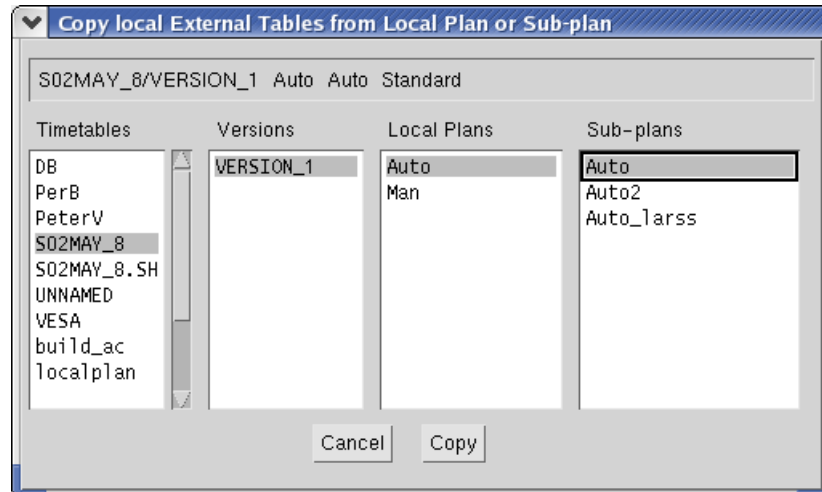 Copy local External Tables from Local Plan or Sub-plan
S02MAY_8/VERSION_1 Auto Auto Standard
Timetables
DB
PerB
PeterV
S02MAY_8
S02MAY_8.SH
UNNAMED
VESA
build_ac
localplan
Versions
VERSION_1
Local Plans
Auto
Man
Sub-plans
Auto
Auto2
Auto_larss
Cancel
Copy